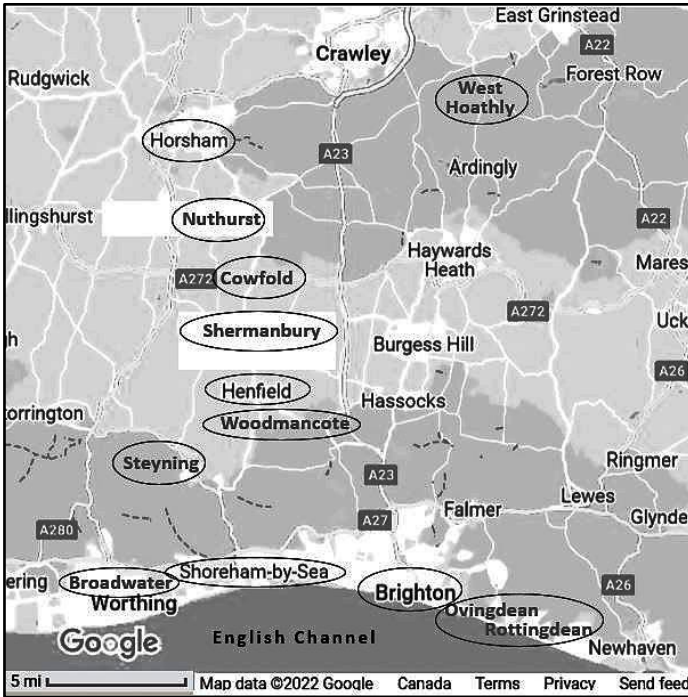 East Grinstead
Crawley
A22
Rudgwick
Forest Row
West
Hoathly
Horsham
A23
Ardingly
llingshurst
Nuthurst
A22
Haywards
Heath
Mares
A272
Cowfold
A272
Shermanbury
Uck
gh
Burgess Hill
A26
Henfield
Hassocks
torrington
Woodmancote
Steyning
Ringmer
A23
Lewes
Falmer
A27
Glynde
A280
Shoreham-by-Sea
ering
Broadwater
Brighton
A26
Worthing
Ovingdean
Rottingdean
Google
English Channel
Newhaven
5 mi
Map data ©2022 Google Canada Terms Privacy Send feed